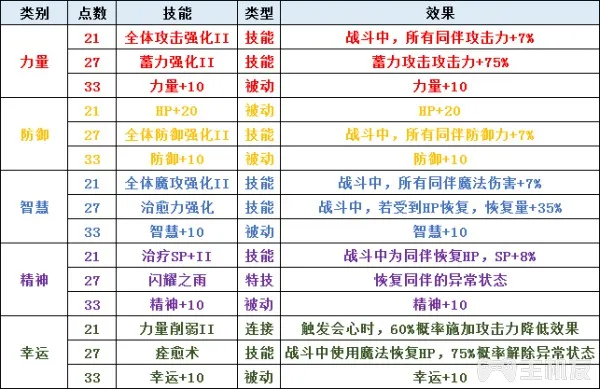 类别 点数 技能 类型 效果
力量 21 全体攻击强化II 技能 战斗中，所有同伴攻击力+7%
27 蓄力强化II 技能 蓄力攻击攻击力+75%
33 力量+10 被动 力量+10
防御 21 HP+20 被动 HP+20
27 全体防御强化II 技能 战斗中，所有同伴防御力+7%
33 防御+10 被动 防御+10
智慧 21 全体魔攻强化II 技能 战斗中，所有同伴魔法伤害+7%
27 治愈力强化 技能 战斗中，若受到HP恢复，恢复量+35%
33 智慧+10 被动 智慧+10
精神 21 治疗SP+II 技能 战斗中为同伴恢复HP，SP+8%
27 闪耀之雨 特技 恢复同伴的异常状态
33 精神+10 被动 精神+10
幸运 21 力量削弱II 连接 触发会心时，60%概率施加攻击力降低效果
27 痊愈术 技能 战斗中使用魔法恢复HP，75%概率解除异常状态
33 幸运+10 被动 幸运+10